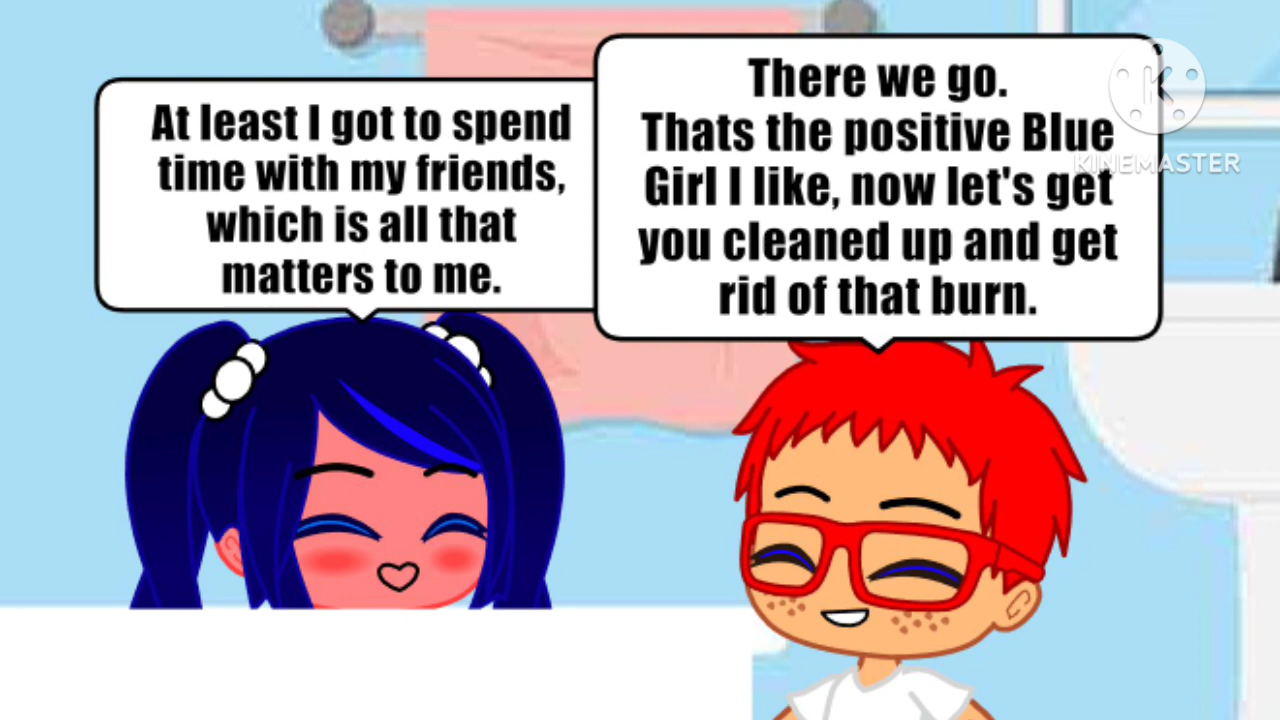 At least I got to spend
time with my friends,
which is all that
matters to me.
There we go.
Thats the positive Blue
Girl I like, now let's get
you cleaned up and get
rid of that burn.
K
KINEMASTER